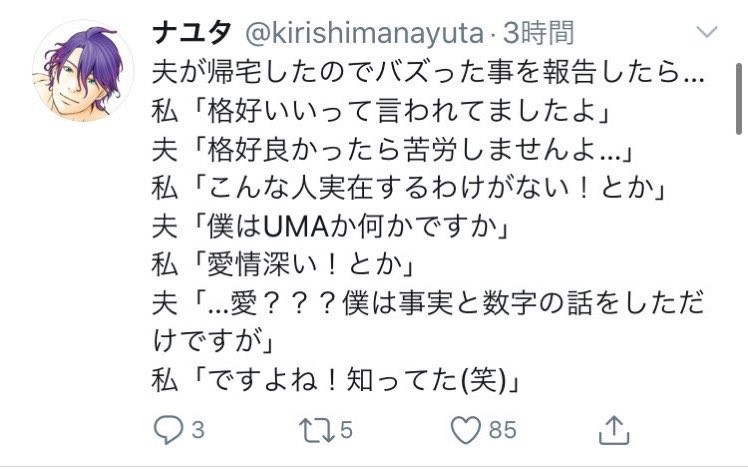 ナユタ @kirishimanayuta · 3時間
夫が帰宅したのでバズった事を報告したら...
私「格好いいって言われてましたよ」
夫「格好良かったら苦労しませんよ...」
私「こんな人実在するわけがない！とか」
夫「僕はUMAか何かですか」
私「愛情深い！とか」
夫「...愛？？？僕は事実と数字の話をしただ
けですが」
私「ですよね！知ってた(笑)」
3 5 85